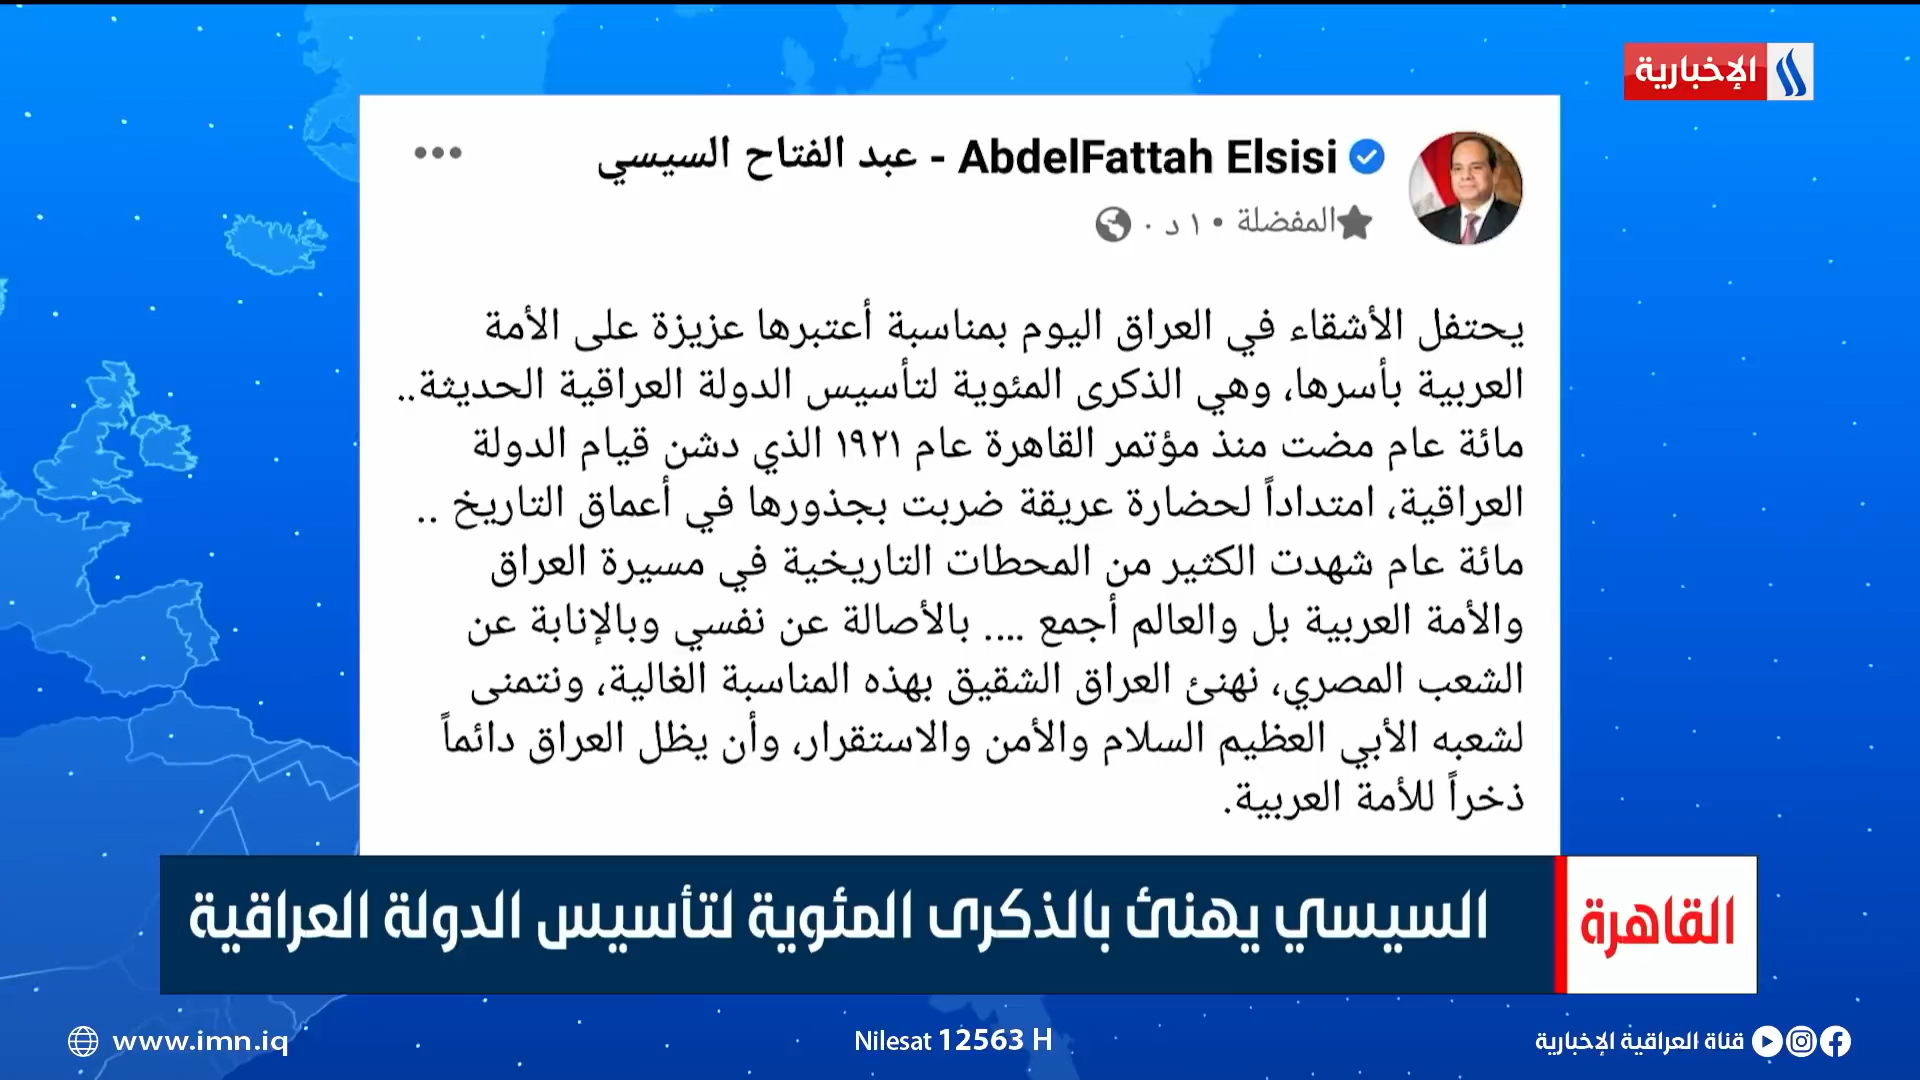 الإخبارية
AbdelFattah Elsisi - عبد الفتاح السيسي
المفضلة • ١ د ·
يحتفل الأشقاء في العراق اليوم بمناسبة أعتبرها عزيزة على الأمة
العربية بأسرها، وهي الذكرى المئوية لتأسيس الدولة العراقية الحديثة..
مائة عام مضت منذ مؤتمر القاهرة عام ١٩٢١ الذي دشن قيام الدولة
العراقية، امتداداً لحضارة عريقة ضربت بجذورها في أعماق التاريخ ..
مائة عام شهدت الكثير من المحطات التاريخية في مسيرة العراق
والأمة العربية بل والعالم أجمع .... بالأصالة عن نفسي وبالإنابة عن
الشعب المصري، نهنئ العراق الشقيق بهذه المناسبة الغالية، ونتمنى
لشعبه الأبي العظيم السلام والأمن والاستقرار، وأن يظل العراق دائماً
ذخراً للأمة العربية.
القاهرة
السيسي يهنئ بالذكرى المئوية لتأسيس الدولة العراقية
www.imn.iq
Nilesat 12563 H
قناة العراقية الإخبارية